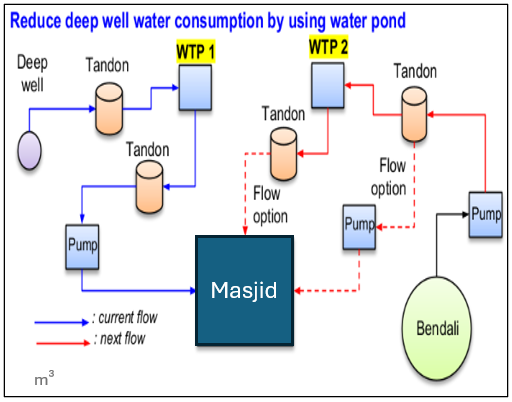 Reduce deep well water consumption by using water pond
WTP 1
WTP 2
Deep
well
Tandon
Tandon
Tandon
Tandon
Flow
option
Flow
option
Pump
Pump
Pump
Masjid
Bendali
: current flow
: next flow
m³